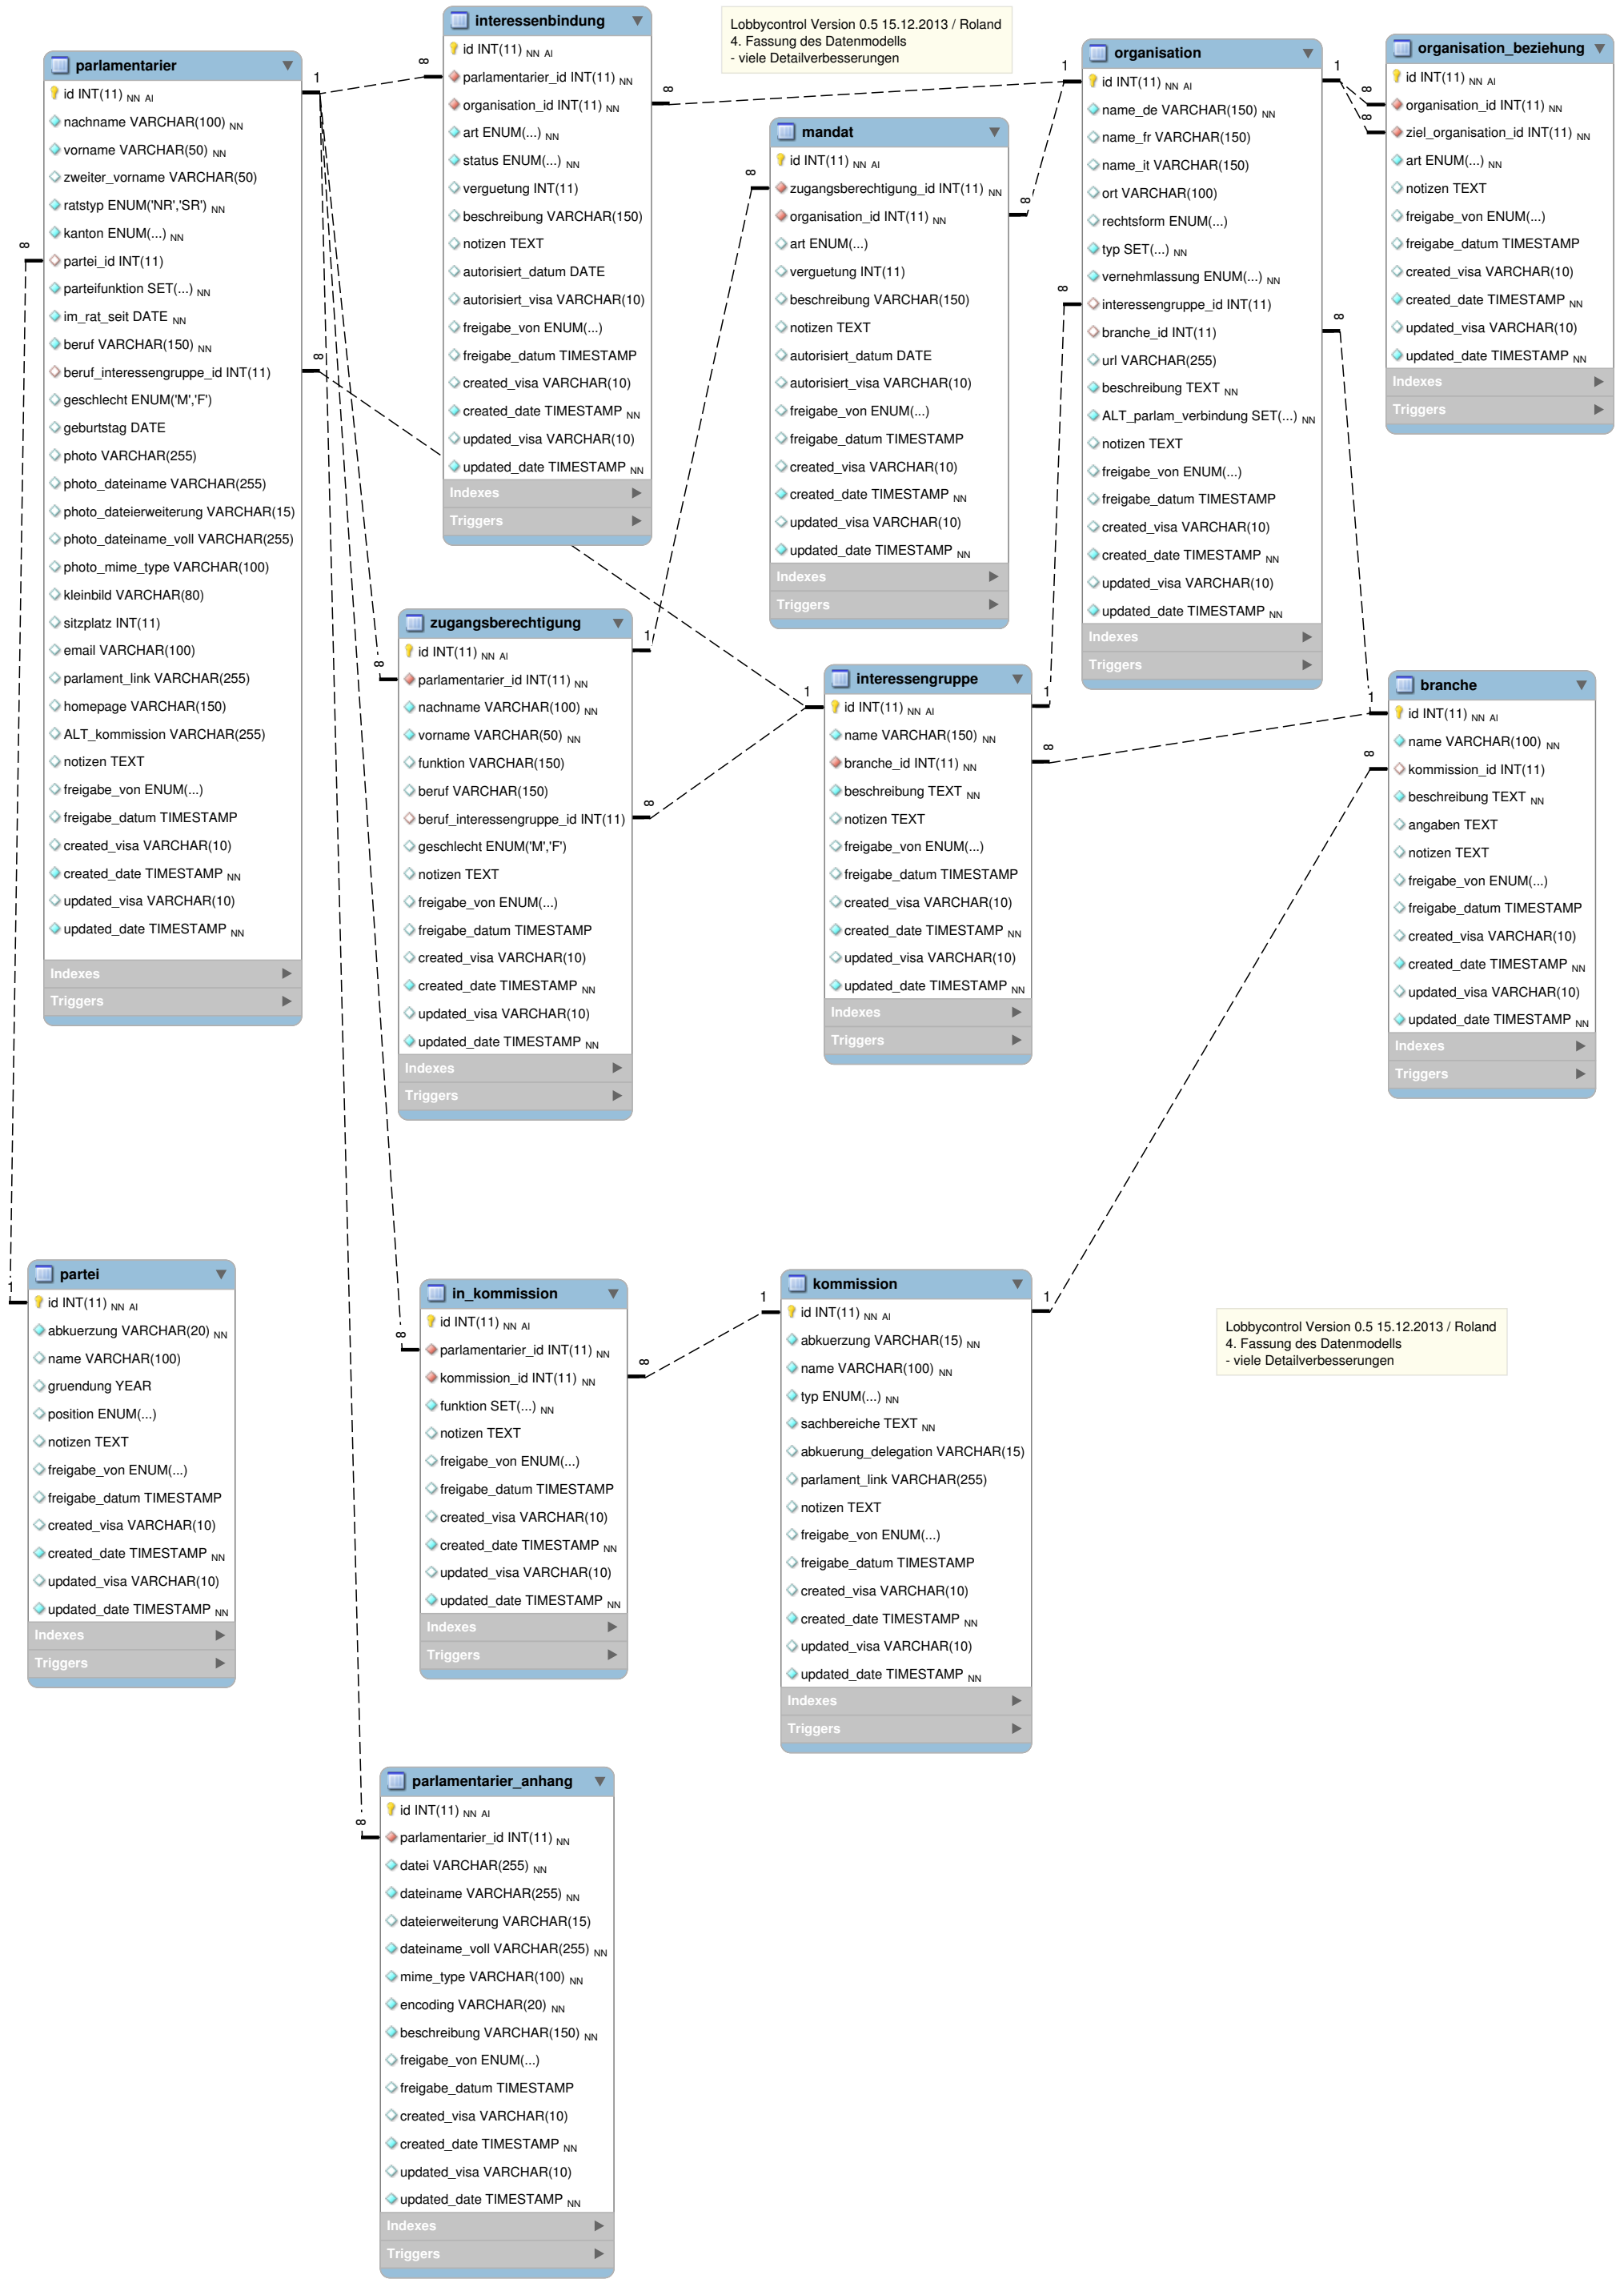 interessenbindung
id INT(11) NN AI
parlamentarier_id INT(11) NN
organisation_id INT(11) NN
art ENUM(...) NN
status ENUM(...) NN
verguetung INT(11)
beschreibung VARCHAR(150)
notizen TEXT
autorisiert_datum DATE
autorisiert_visa VARCHAR(10)
freigabe_von ENUM(...)
freigabe_datum TIMESTAMP
created_visa VARCHAR(10)
created_date TIMESTAMP NN
updated_visa VARCHAR(10)
updated_date TIMESTAMP NN
Indexes
Triggers
Lobbycontrol Version 0.5 15.12.2013 / Roland
4. Fassung des Datenmodells
- viele Detailverbesserungen
organisation
id INT(11) NN AI
name_de VARCHAR(150) NN
name_fr VARCHAR(150)
name_it VARCHAR(150)
ort VARCHAR(100)
rechtsform ENUM(...)
typ SET(...) NN
vernehmlassung ENUM(...) NN
interessengruppe_id INT(11)
branche_id INT(11)
url VARCHAR(255)
beschreibung TEXT NN
ALT_parlam_verbindung SET(...) NN
notizen TEXT
freigabe_von ENUM(...)
freigabe_datum TIMESTAMP
created_visa VARCHAR(10)
created_date TIMESTAMP NN
updated_visa VARCHAR(10)
updated_date TIMESTAMP NN
Indexes
Triggers
organisation_beziehung
id INT(11) NN AI
organisation_id INT(11) NN
ziel_organisation_id INT(11) NN
art ENUM(...) NN
notizen TEXT
freigabe_von ENUM(...)
freigabe_datum TIMESTAMP
created_visa VARCHAR(10)
created_date TIMESTAMP NN
updated_visa VARCHAR(10)
updated_date TIMESTAMP NN
Indexes
Triggers
parlamentarier
id INT(11) NN AI
nachname VARCHAR(100) NN
vorname VARCHAR(50) NN
zweiter_vorname VARCHAR(50)
ratstyp ENUM('NR','SR') NN
kanton ENUM(...) NN
partei_id INT(11)
parteifunktion SET(...) NN
im_rat_seit DATE NN
beruf VARCHAR(150) NN
beruf_interessengruppe_id INT(11)
geschlecht ENUM('M','F')
geburtstag DATE
photo VARCHAR(255)
photo_dateiname VARCHAR(255)
photo_dateierweiterung VARCHAR(15)
photo_dateiname_voll VARCHAR(255)
photo_mime_type VARCHAR(100)
kleinbild VARCHAR(80)
sitzplatz INT(11)
email VARCHAR(100)
parlament_link VARCHAR(255)
homepage VARCHAR(150)
ALT_kommission VARCHAR(255)
notizen TEXT
freigabe_von ENUM(...)
freigabe_datum TIMESTAMP
created_visa VARCHAR(10)
created_date TIMESTAMP NN
updated_visa VARCHAR(10)
updated_date TIMESTAMP NN
Indexes
Triggers
mandat
id INT(11) NN AI
zugangsberechtigung_id INT(11) NN
organisation_id INT(11) NN
art ENUM(...)
verguetung INT(11)
beschreibung VARCHAR(150)
notizen TEXT
autorisiert_datum DATE
autorisiert_visa VARCHAR(10)
freigabe_von ENUM(...)
freigabe_datum TIMESTAMP
created_visa VARCHAR(10)
created_date TIMESTAMP NN
updated_visa VARCHAR(10)
updated_date TIMESTAMP NN
Indexes
Triggers
zugangsberechtigung
id INT(11) NN AI
parlamentarier_id INT(11) NN
nachname VARCHAR(100) NN
vorname VARCHAR(50) NN
funktion VARCHAR(150)
beruf VARCHAR(150)
beruf_interessengruppe_id INT(11)
geschlecht ENUM('M','F')
notizen TEXT
freigabe_von ENUM(...)
freigabe_datum TIMESTAMP
created_visa VARCHAR(10)
created_date TIMESTAMP NN
updated_visa VARCHAR(10)
updated_date TIMESTAMP NN
Indexes
Triggers
interessengruppe
id INT(11) NN AI
name VARCHAR(150) NN
branche_id INT(11) NN
beschreibung TEXT NN
notizen TEXT
freigabe_von ENUM(...)
freigabe_datum TIMESTAMP
created_visa VARCHAR(10)
created_date TIMESTAMP NN
updated_visa VARCHAR(10)
updated_date TIMESTAMP NN
Indexes
Triggers
branche
id INT(11) NN AI
name VARCHAR(100) NN
kommission_id INT(11)
beschreibung TEXT NN
angaben TEXT
notizen TEXT
freigabe_von ENUM(...)
freigabe_datum TIMESTAMP
created_visa VARCHAR(10)
created_date TIMESTAMP NN
updated_visa VARCHAR(10)
updated_date TIMESTAMP NN
Indexes
Triggers
partei
id INT(11) NN AI
abkuerzung VARCHAR(20) NN
name VARCHAR(100)
gruendung YEAR
position ENUM(...)
notizen TEXT
freigabe_von ENUM(...)
freigabe_datum TIMESTAMP
created_visa VARCHAR(10)
created_date TIMESTAMP NN
updated_visa VARCHAR(10)
updated_date TIMESTAMP NN
Indexes
Triggers
in_kommission
id INT(11) NN AI
parlamentarier_id INT(11) NN
kommission_id INT(11) NN
funktion SET(...) NN
notizen TEXT
freigabe_von ENUM(...)
freigabe_datum TIMESTAMP
created_visa VARCHAR(10)
created_date TIMESTAMP NN
updated_visa VARCHAR(10)
updated_date TIMESTAMP NN
Indexes
Triggers
kommission
id INT(11) NN AI
abkuerzung VARCHAR(15) NN
name VARCHAR(100) NN
typ ENUM(...) NN
sachbereiche TEXT NN
abkuerung_delegation VARCHAR(15)
parlament_link VARCHAR(255)
notizen TEXT
freigabe_von ENUM(...)
freigabe_datum TIMESTAMP
created_visa VARCHAR(10)
created_date TIMESTAMP NN
updated_visa VARCHAR(10)
updated_date TIMESTAMP NN
Indexes
Triggers
Lobbycontrol Version 0.5 15.12.2013 / Roland
4. Fassung des Datenmodells
- viele Detailverbesserungen
parlamentarier_anhang
id INT(11) NN AI
parlamentarier_id INT(11) NN
datei VARCHAR(255) NN
dateiname VARCHAR(255) NN
dateierweiterung VARCHAR(15)
dateiname_voll VARCHAR(255) NN
mime_type VARCHAR(100) NN
encoding VARCHAR(20) NN
beschreibung VARCHAR(150) NN
freigabe_von ENUM(...)
freigabe_datum TIMESTAMP
created_visa VARCHAR(10)
created_date TIMESTAMP NN
updated_visa VARCHAR(10)
updated_date TIMESTAMP NN
Indexes
Triggers